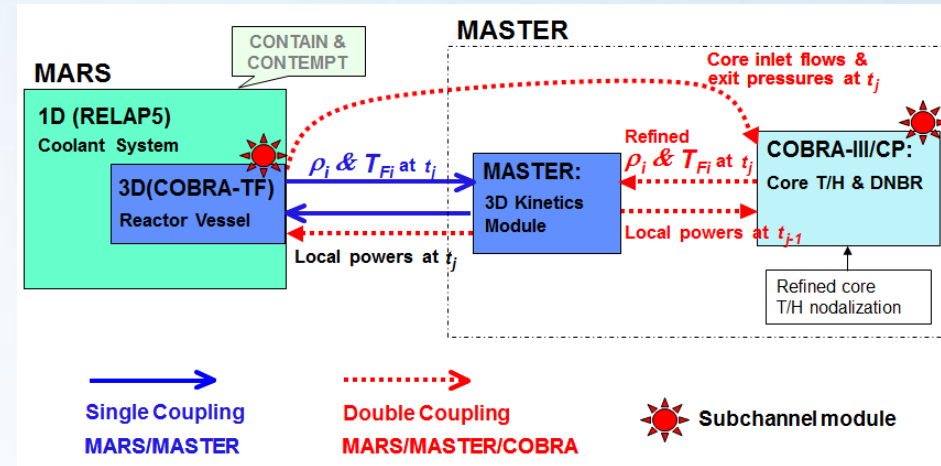 MASTER
CONTAIN &
CONTEMPT
Core inlet flows &
exit pressures at tj
MARS
1D (RELAP5)
Coolant System
3D(COBRA-TF)
Reactor Vessel
ρi & TFi at tj
MASTER:
3D Kinetics
Module
Refined
ρi & TFi at tj
COBRA-III/CP:
Core T/H & DNBR
Local powers at tj
Local powers at tj-1
Refined core
T/H nodalization
Single Coupling
MARS/MASTER
Double Coupling
MARS/MASTER/COBRA
Subchannel module